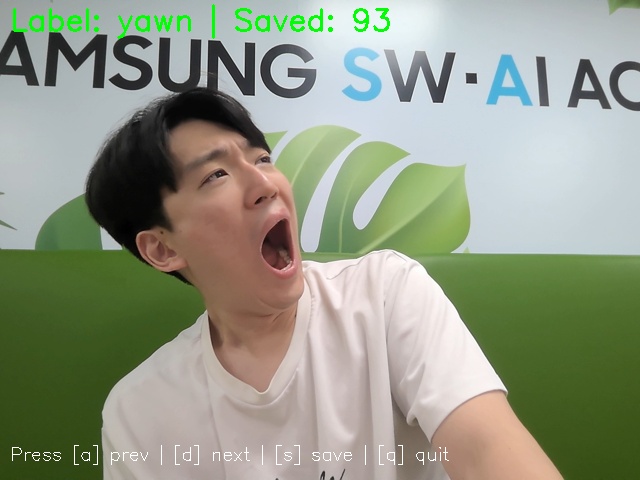 Label: yawn | Saved: 93
AMSUNG SW·AI AC
Press [a] prev | [d] next | [s] save | [q] quit